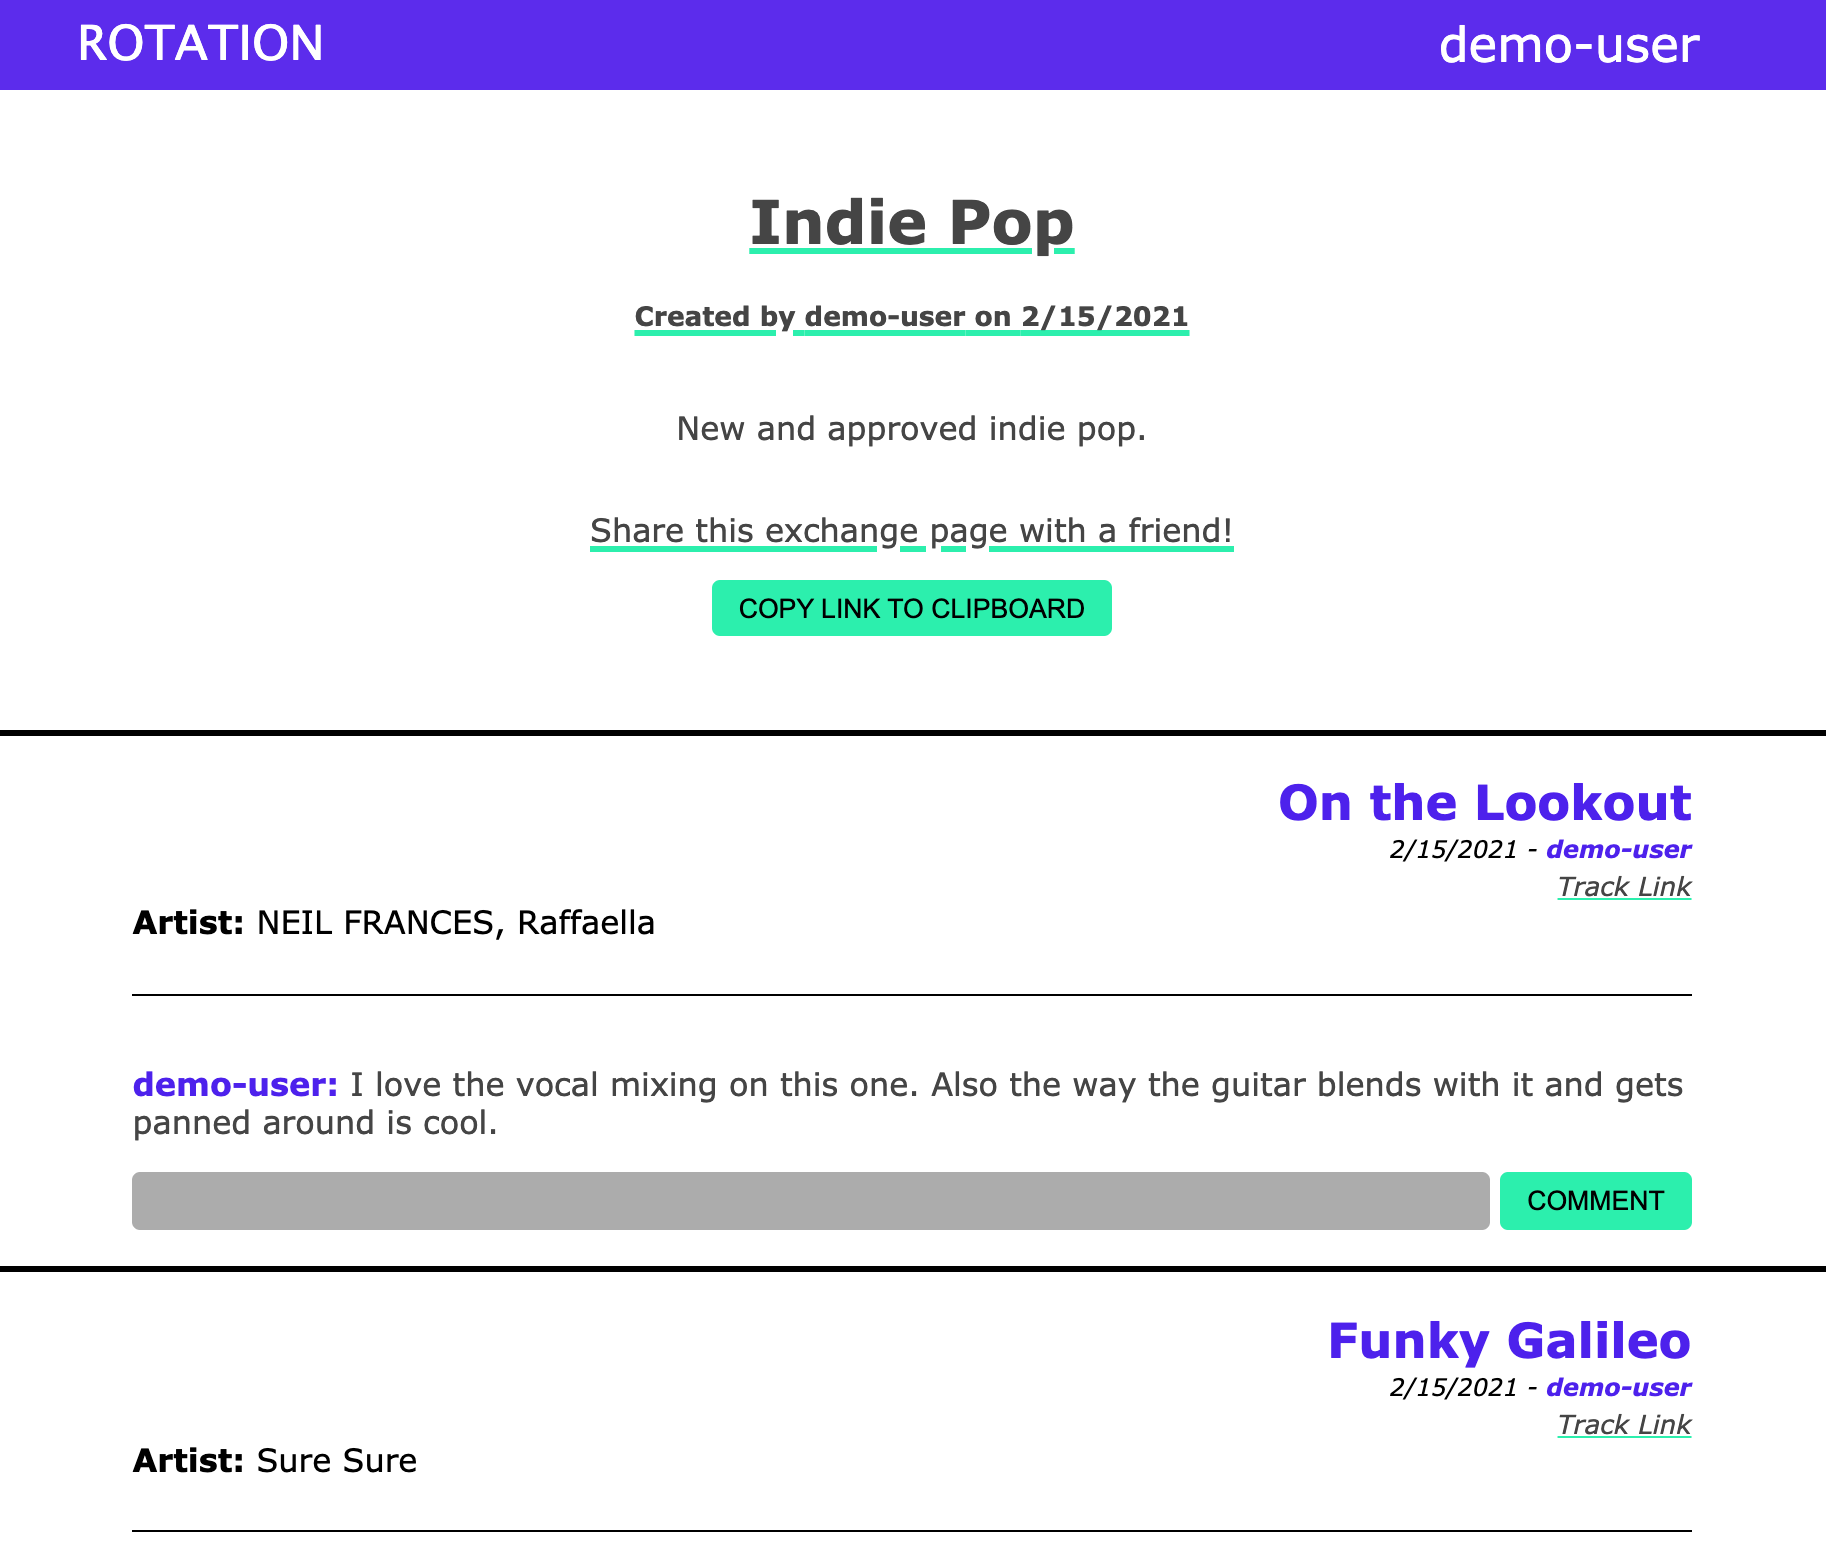 ROTATION
demo-user
Indie Pop
Created by demo-user on 2/15/2021
New and approved indie pop.
Share this exchange page with a friend!
COPY LINK TO CLIPBOARD
On the Lookout
2/15/2021 - demo-user
Track Link
Artist: NEIL FRANCES, Raffaella
demo-user: I love the vocal mixing on this one. Also the way the guitar blends with it and gets
panned around is cool.
COMMENT
Funky Galileo
2/15/2021 - demo-user
Track Link
Artist: Sure Sure